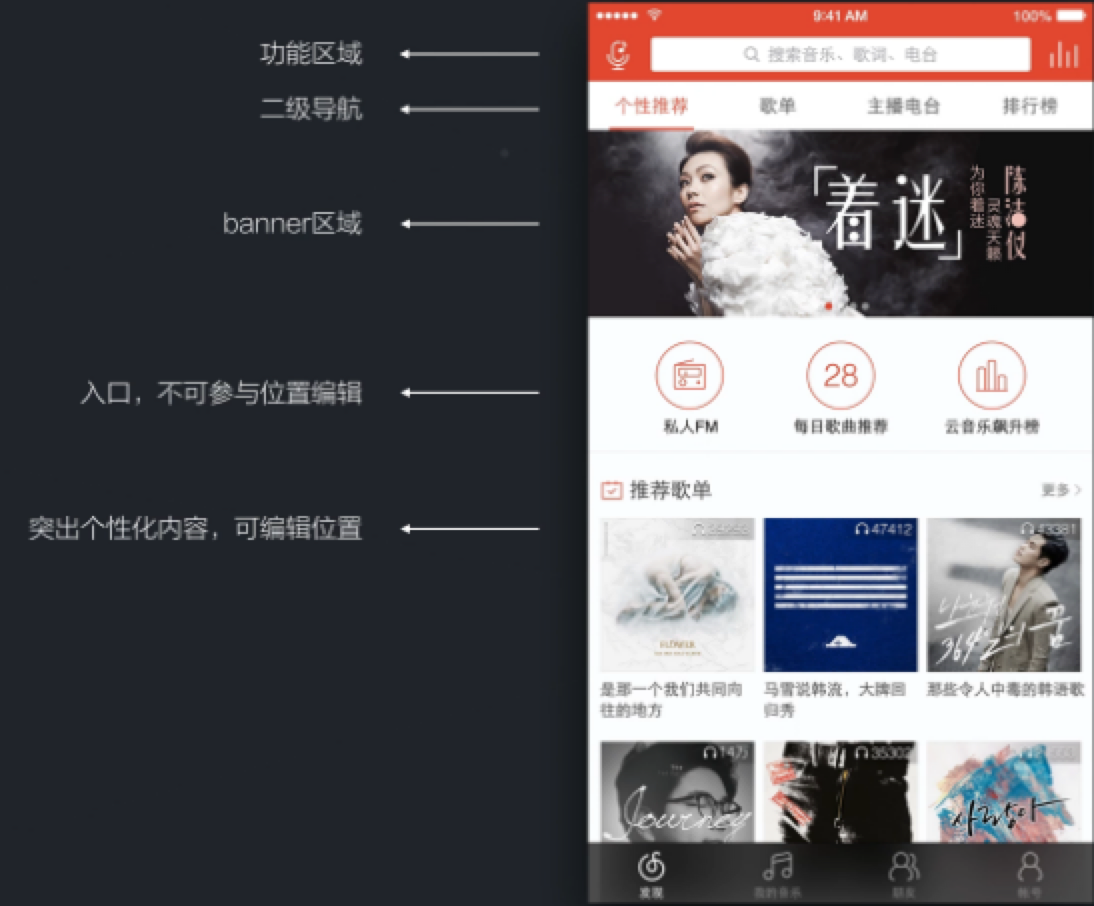 功能区域
二级导航
banner区域
入口，不可参与位置编辑
突出个性化内容，可编辑位置
9:41 AM
100%
搜索音乐、歌词、电台
个性推荐
歌单
主播电台
排行榜
「着迷」
为你着迷
灵魂天籁
陈洁仪
28
私人FM
每日歌曲推荐
云音乐飙升榜
推荐歌单
更多
47412
43381
是那一个我们共同向
往的地方
马雪说韩流，大牌回
归秀
那些令人中毒的韩语歌
14万
35302
Journey
사랑아
发现
我的音乐
朋友
帐号